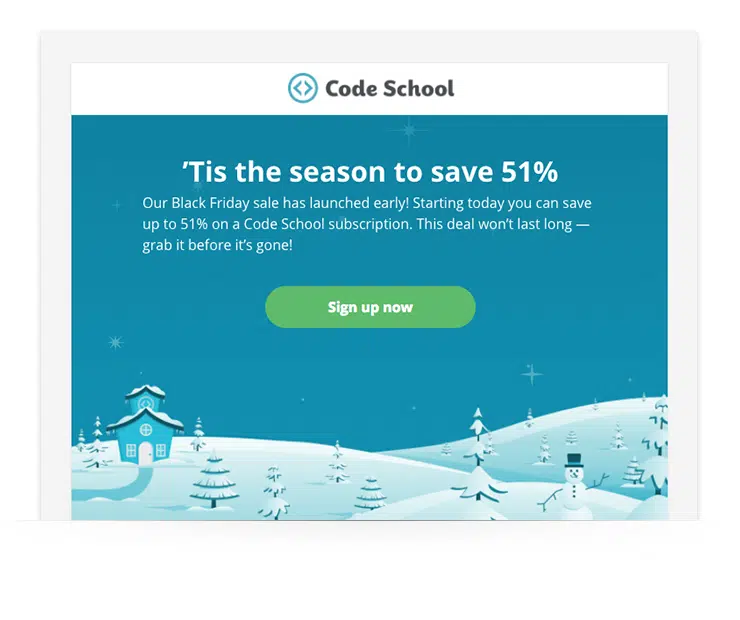 Code School
’Tis the season to save 51%
Our Black Friday sale has launched early! Starting today you can save
up to 51% on a Code School subscription. This deal won’t last long —
grab it before it’s gone!
Sign up now